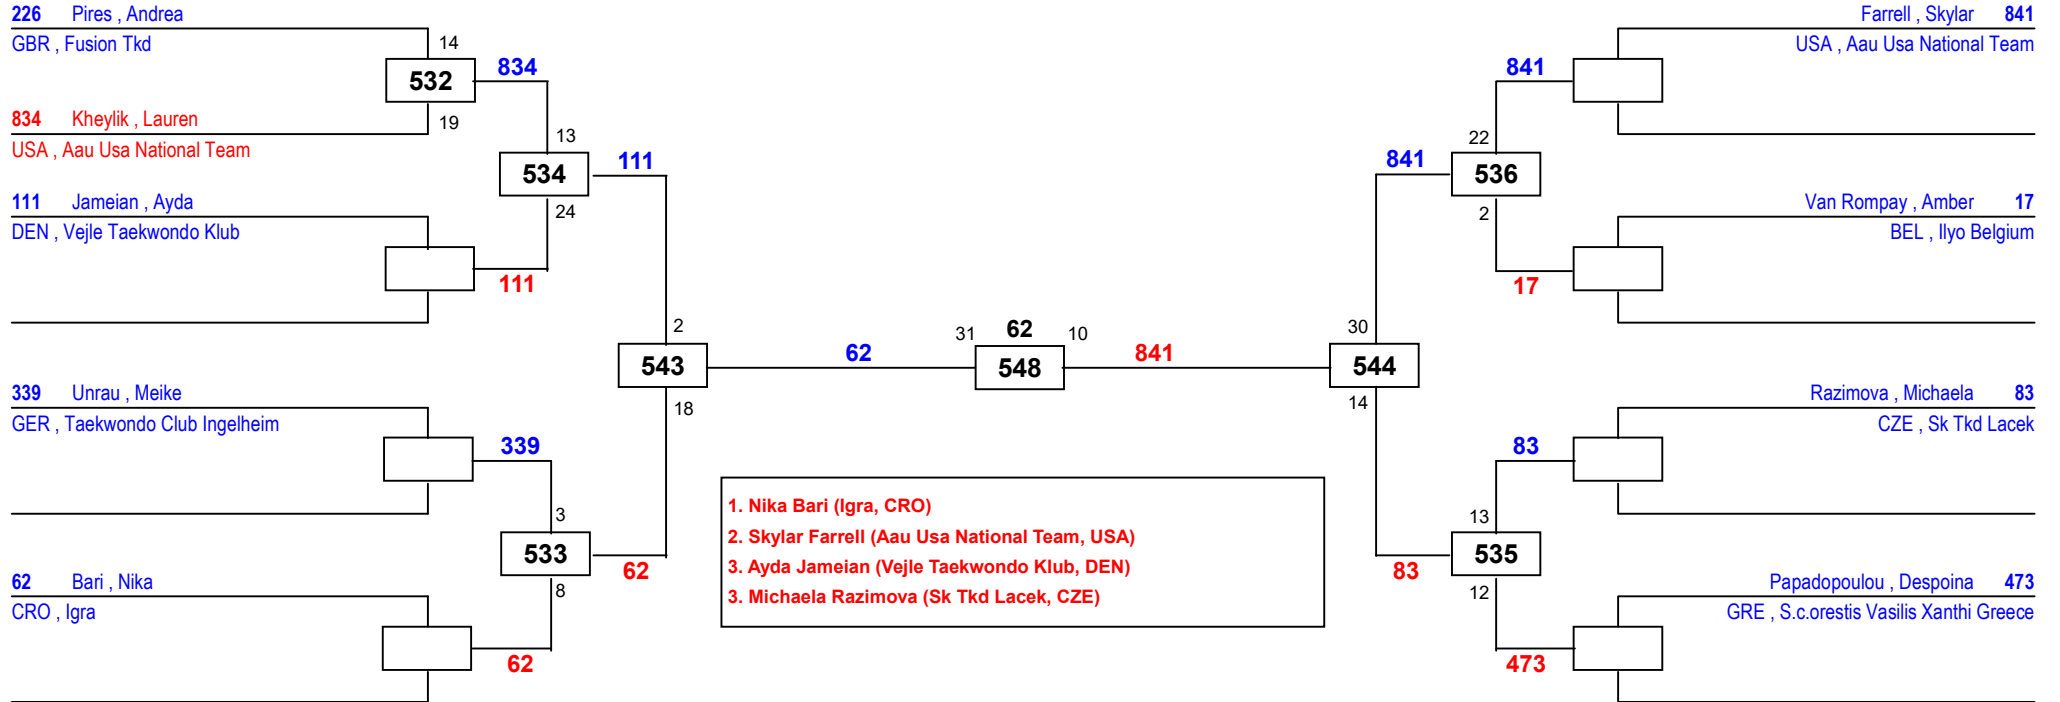 226 Pires , Andrea
GBR , Fusion Tkd
14
532
834
834 Kheylik , Lauren
19
USA , Aau Usa National Team
13
534
111
111 Jameian , Ayda
24
DEN , Vejle Taekwondo Klub
111
2
543
62
18
339 Unrau , Meike
GER , Taekwondo Club Ingelheim
339
3
533
62
8
62 Bari , Nika
CRO , Igra
62
31
62
10
548
841
Farrell , Skylar 841
USA , Aau Usa National Team
841
22
841
536
2
Van Rompay , Amber 17
BEL , Ilyo Belgium
17
30
544
14
Razimova , Michaela 83
CZE , Sk Tkd Lacek
83
13
535
83
12
Papadopoulou , Despoina 473
GRE , S.c.orestis Vasilis Xanthi Greece
473
1. Nika Bari (Igra, CRO)
2. Skylar Farrell (Aau Usa National Team, USA)
3. Ayda Jameian (Vejle Taekwondo Klub, DEN)
3. Michaela Razimova (Sk Tkd Lacek, CZE)